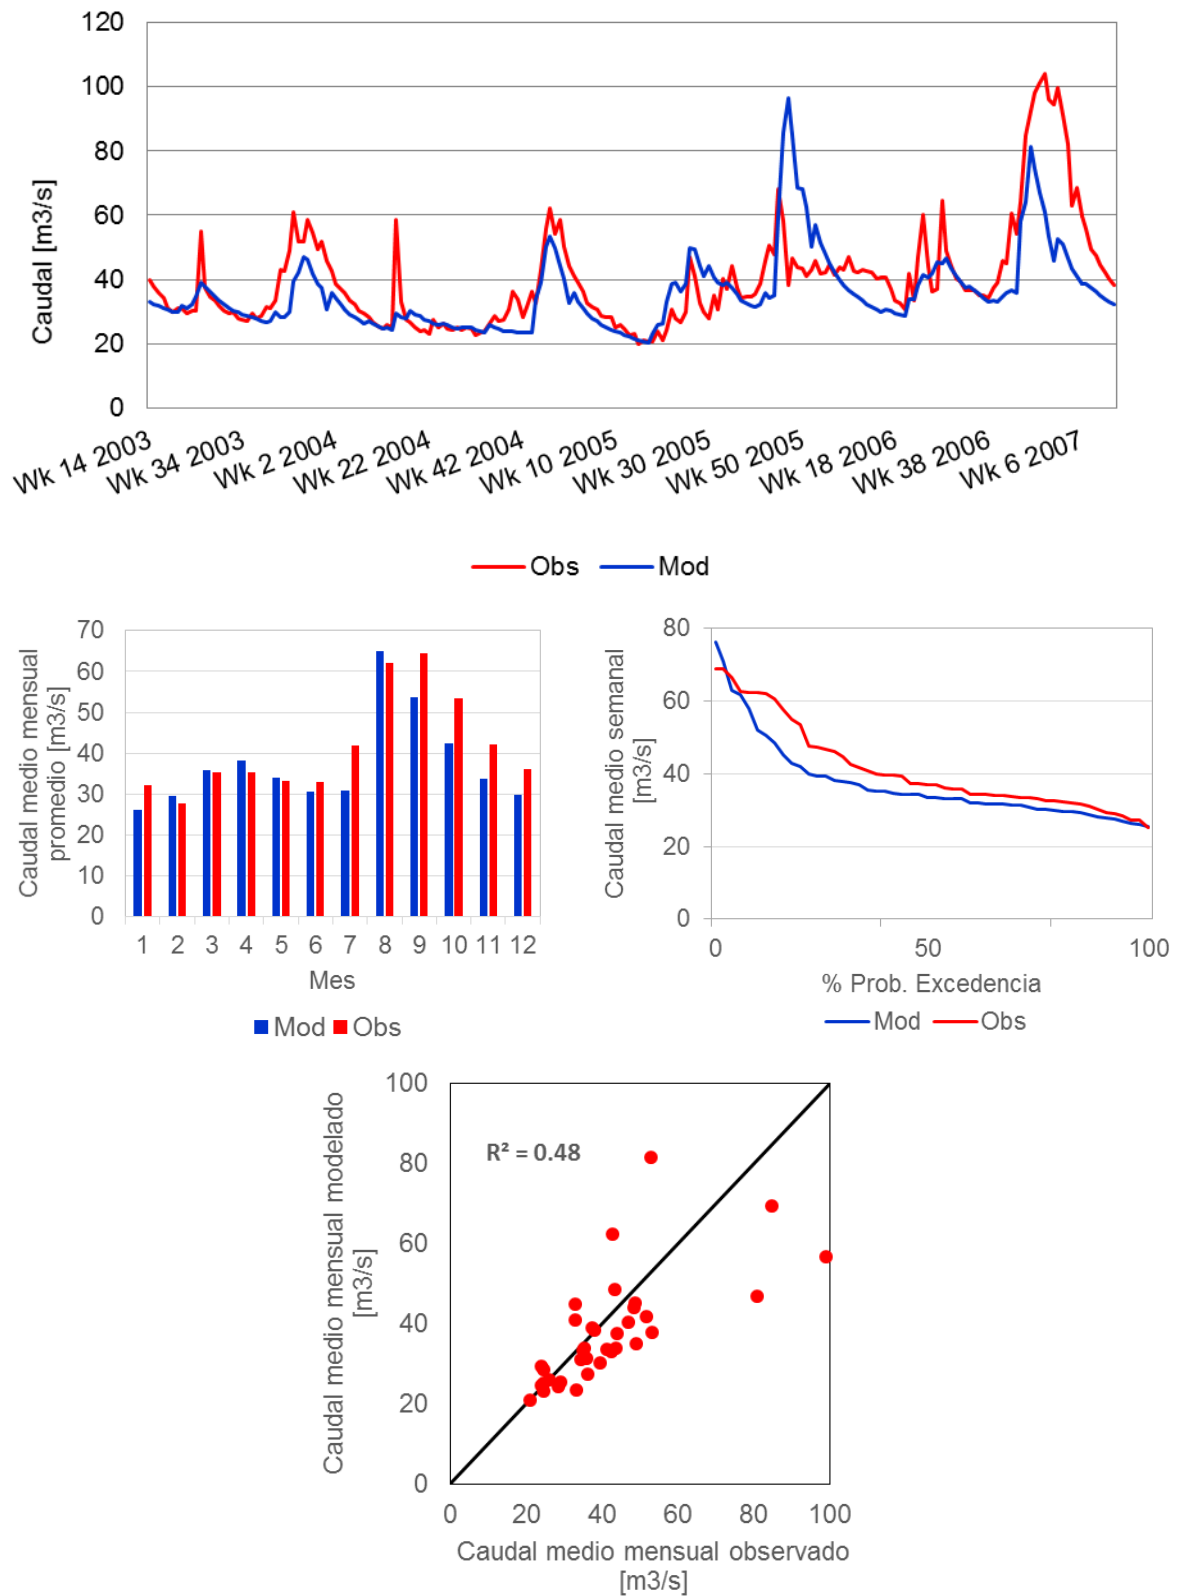 120
100
80
60
40
20
0
Caudal [m3/s]
Wk 14 2003
Wk 34 2003
Wk 2 2004
Wk 22 2004
Wk 42 2004
Wk 10 2005
Wk 30 2005
Wk 50 2005
Wk 18 2006
Wk 38 2006
Wk 6 2007
Obs Mod
Caudal medio mensual
promedio [m3/s]
70
60
50
40
30
20
10
0
1 2 3 4 5 6 7 8 9 10 11 12
Mes
Mod Obs
Caudal medio semanal
[m3/s]
80
60
40
20
0
0 50 100
% Prob. Excedencia
Mod Obs
Caudal medio mensual modelado
[m3/s]
100
80
60
40
20
0
R² = 0.48
0 20 40 60 80 100
Caudal medio mensual observado
[m3/s]